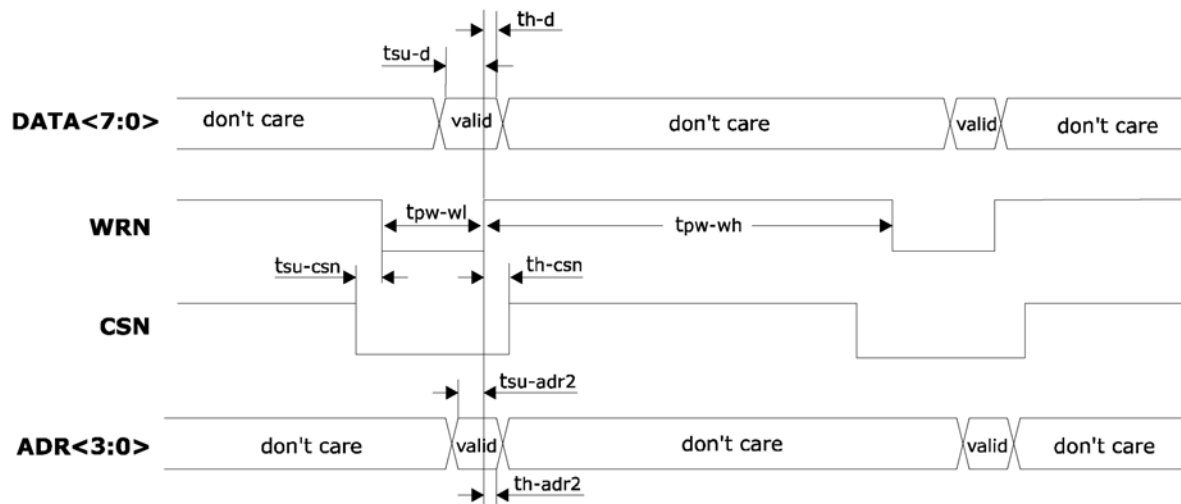 th-d
tsu-d
DATA<7:0> don't care valid don't care valid don't care
WRN tpw-wl tpw-wh
tsu-csn th-csn
CSN
tsu-adr2
ADR<3:0> don't care valid don't care valid don't care
th-adr2